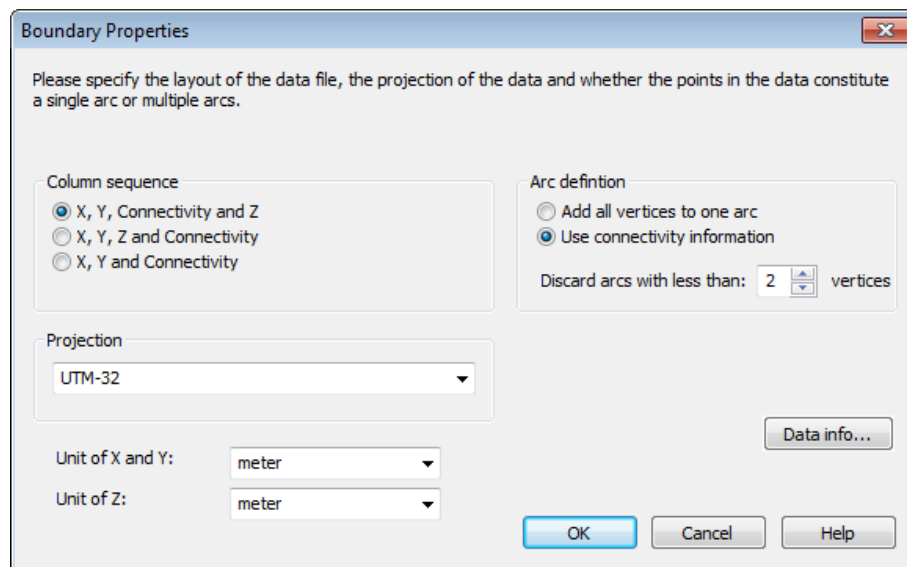 Boundary Properties
Please specify the layout of the data file, the projection of the data and whether the points in the data constitute
a single arc or multiple arcs.
Column sequence
X, Y, Connectivity and Z
X, Y, Z and Connectivity
X, Y and Connectivity
Arc defintion
Add all vertices to one arc
Use connectivity information
Discard arcs with less than: 2 vertices
Projection
UTM-32
Data info...
Unit of X and Y: meter
Unit of Z: meter
OK Cancel Help